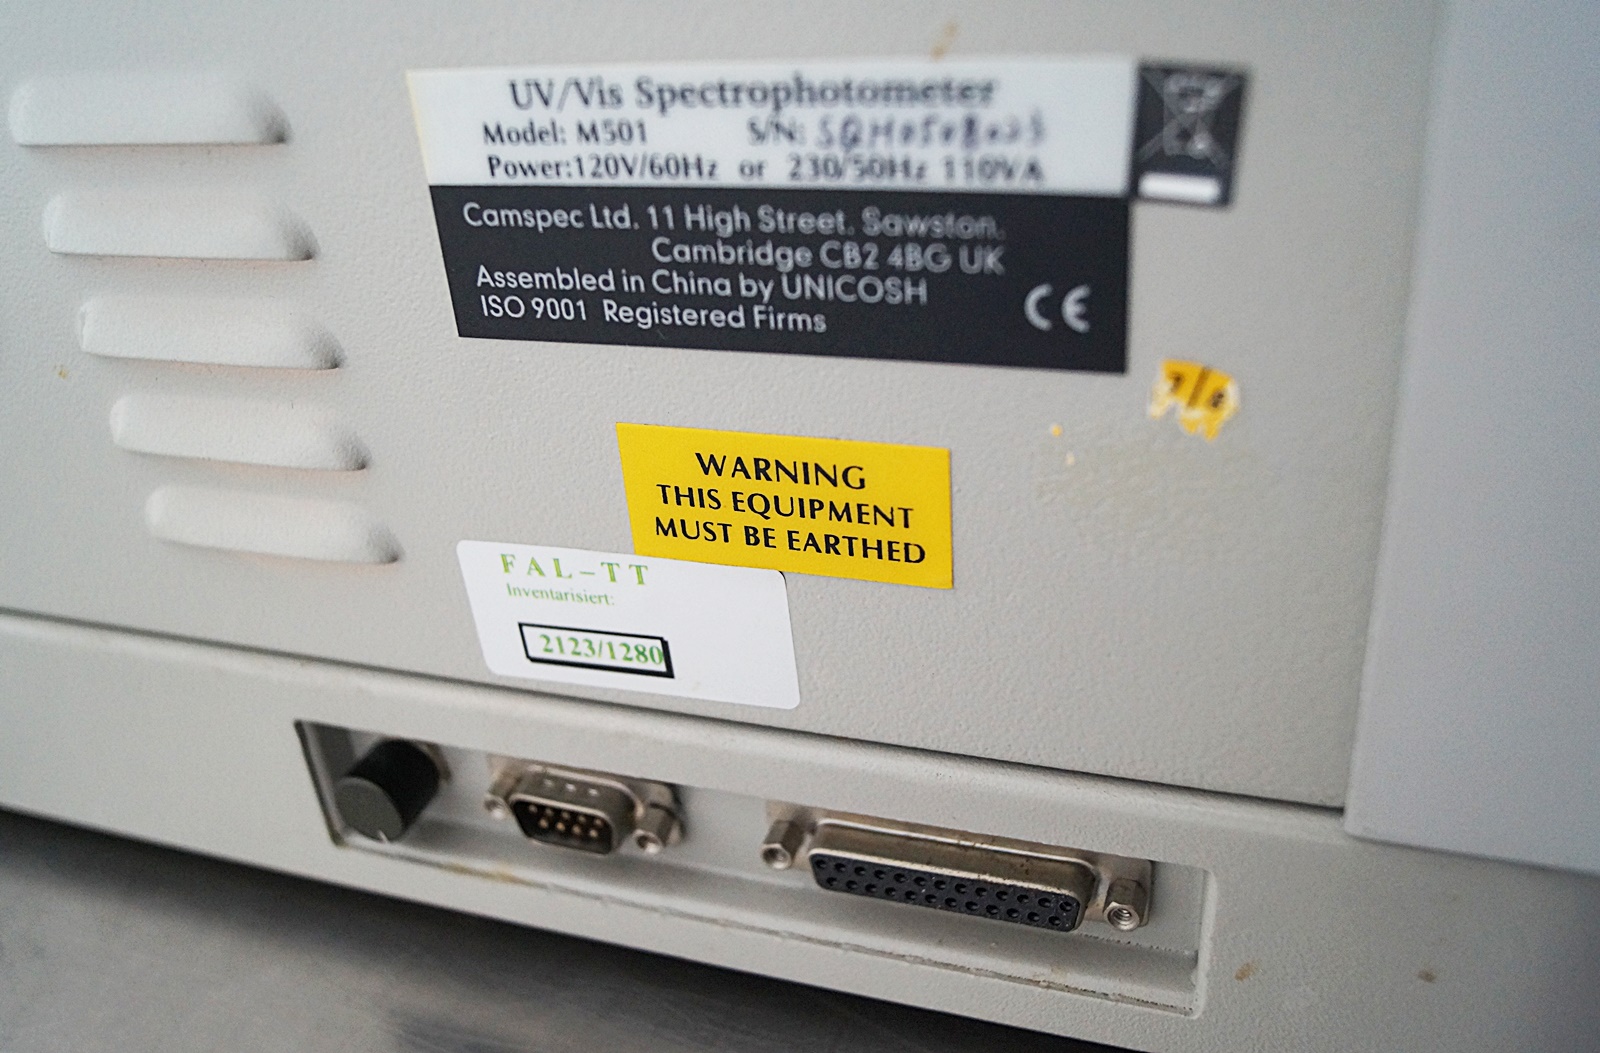 UV/Vis Spectrophotometer
Model: M501 S/N:
Power:120V/60Hz or 230/50Hz 110VA
Camspec Ltd. 11 High Street. Sawston.
Cambridge CB2 4BG UK
Assembled in China by UNICOSH
ISO 9001 Registered Firms
CE
WARNING
THIS EQUIPMENT
MUST BE EARTHED
FAL-TT
Inventarisiert:
2123/1280